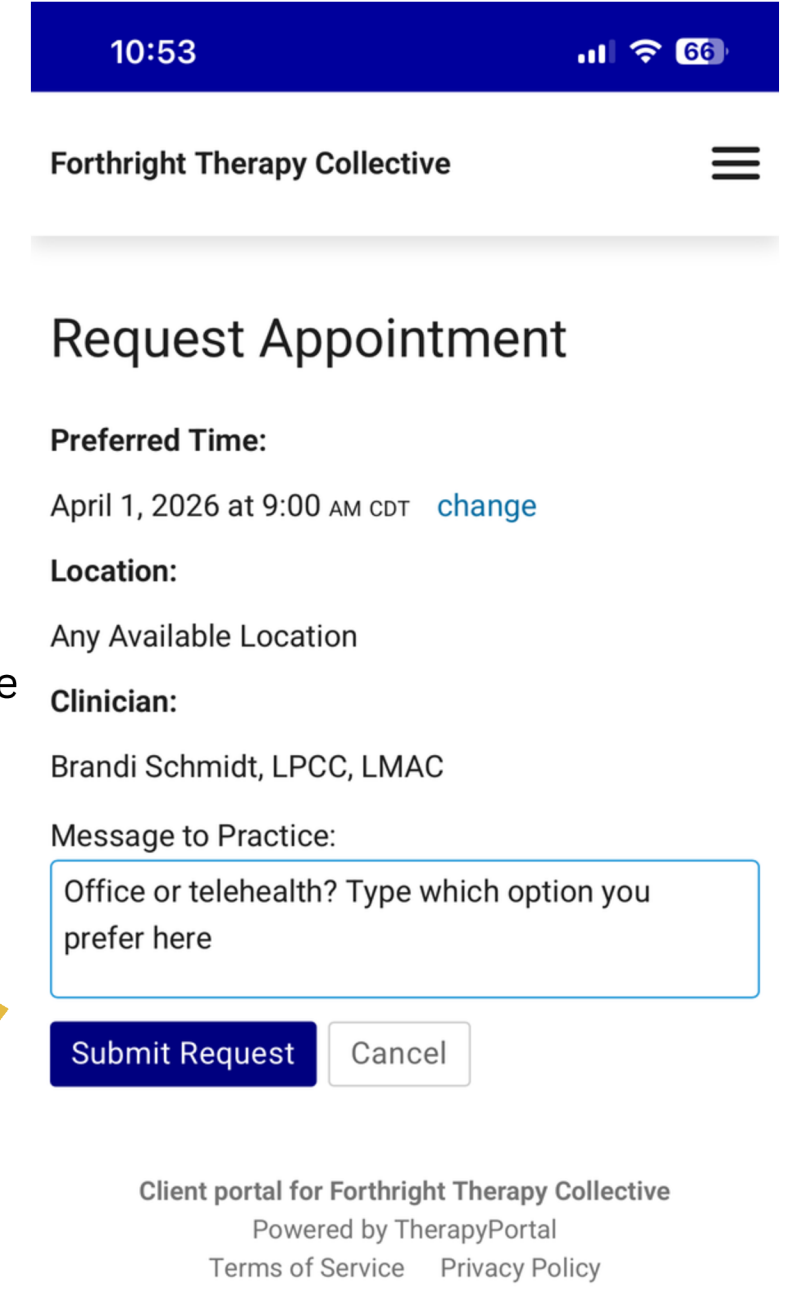 10:53
66
Forthright Therapy Collective
Request Appointment
Preferred Time:
April 1, 2026 at 9:00 AM CDT change
Location:
Any Available Location
Clinician:
Brandi Schmidt, LPCC, LMAC
Message to Practice:
Office or telehealth? Type which option you
prefer here
Submit Request Cancel
Client portal for Forthright Therapy Collective
Powered by TherapyPortal
Terms of Service Privacy Policy